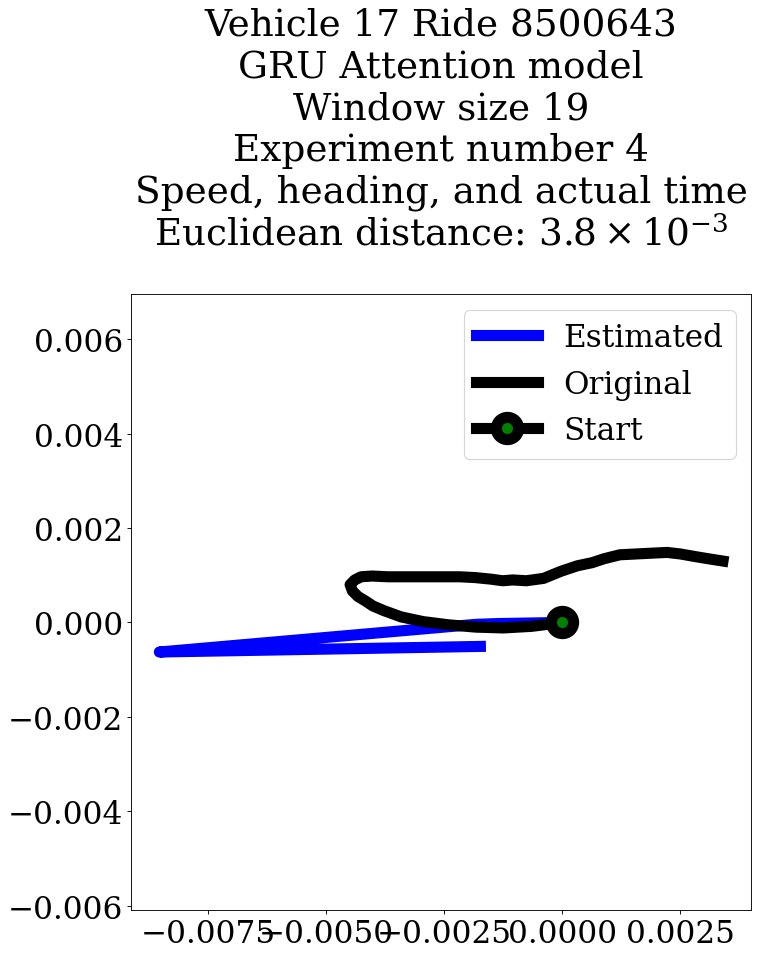 Vehicle 17 Ride 8500643
GRU Attention model
Window size 19
Experiment number 4
Speed, heading, and actual time
Euclidean distance: 3.8 × 10⁻³
Estimated
Original
Start
0.006
0.004
0.002
0.000
−0.002
−0.004
−0.006
−0.0075 −0.0050 −0.0025 0.0000 0.0025